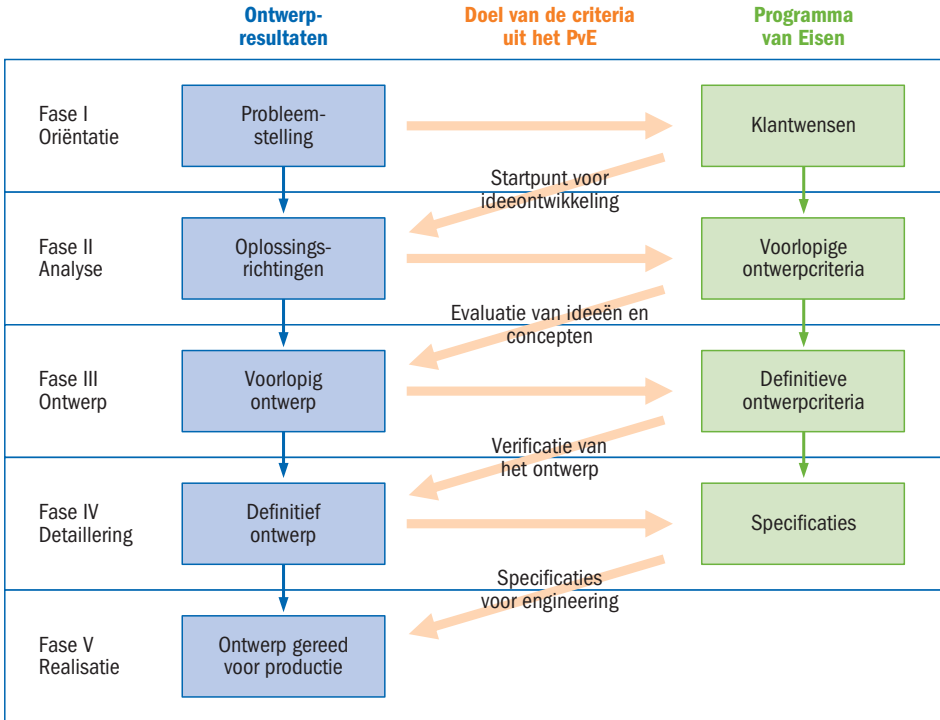 Ontwerp-
resultaten
Doel van de criteria
uit het PvE
Programma
van Eisen
Fase I
Oriëntatie
Probleem-
stelling
Klantwensen
Startpunt voor
ideeontwikkeling
Fase II
Analyse
Oplossings-
richtingen
Voorlopige
ontwerpcriteria
Evaluatie van ideeën en
concepten
Fase III
Ontwerp
Voorlopig
ontwerp
Definitieve
ontwerpcriteria
Verificatie van
het ontwerp
Fase IV
Detaillering
Definitief
ontwerp
Specificaties
Specificaties
voor engineering
Fase V
Realisatie
Ontwerp gereed
voor productie